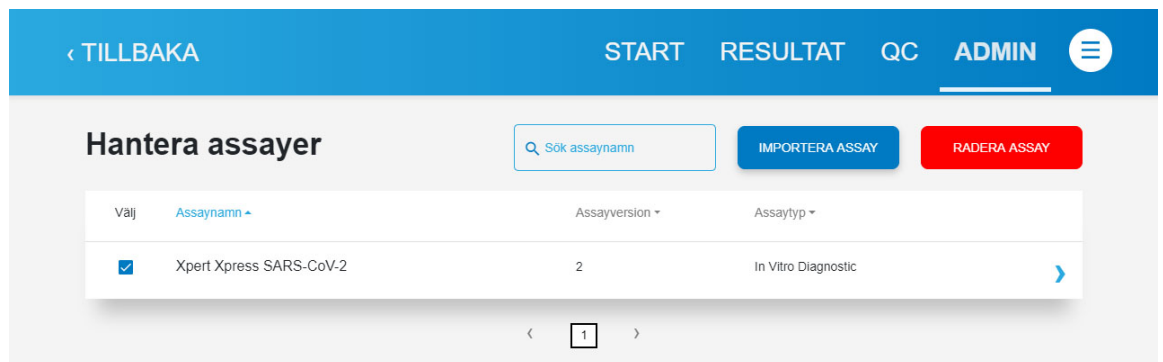 ‹ TILLBAKA START RESULTAT QC ADMIN
Hantera assayer Sök assaynamn IMPORTERA ASSAY RADERA ASSAY
Välj Assaynamn Assayversion Assaytyp
Xpert Xpress SARS-CoV-2 2 In Vitro Diagnostic
1